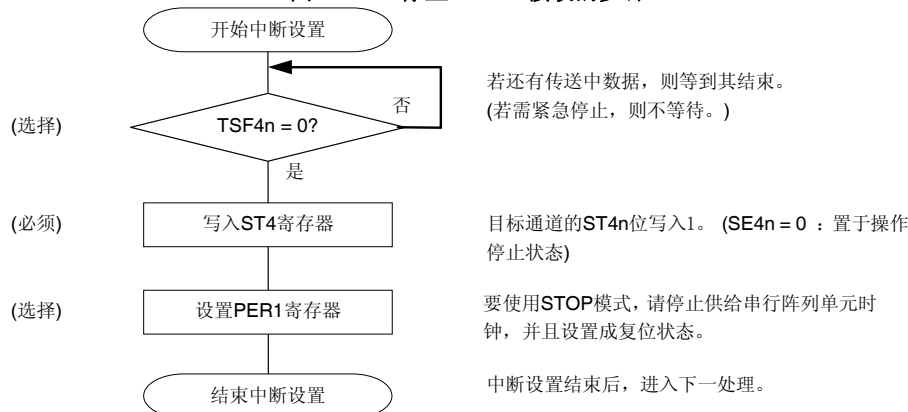 开始中断设置
若还有传送中数据，则等到其结束。
否
(若需紧急停止，则不等待。)
(选择)
TSF4n = 0?
是
(必须)
写入ST4寄存器
目标通道的ST4n位写入1。 (SE4n = 0 ：置于操作
停止状态)
(选择)
设置PER1寄存器
要使用STOP模式，请停止供给串行阵列单元时
钟，并且设置成复位状态。
结束中断设置
中断设置结束后，进入下一处理。